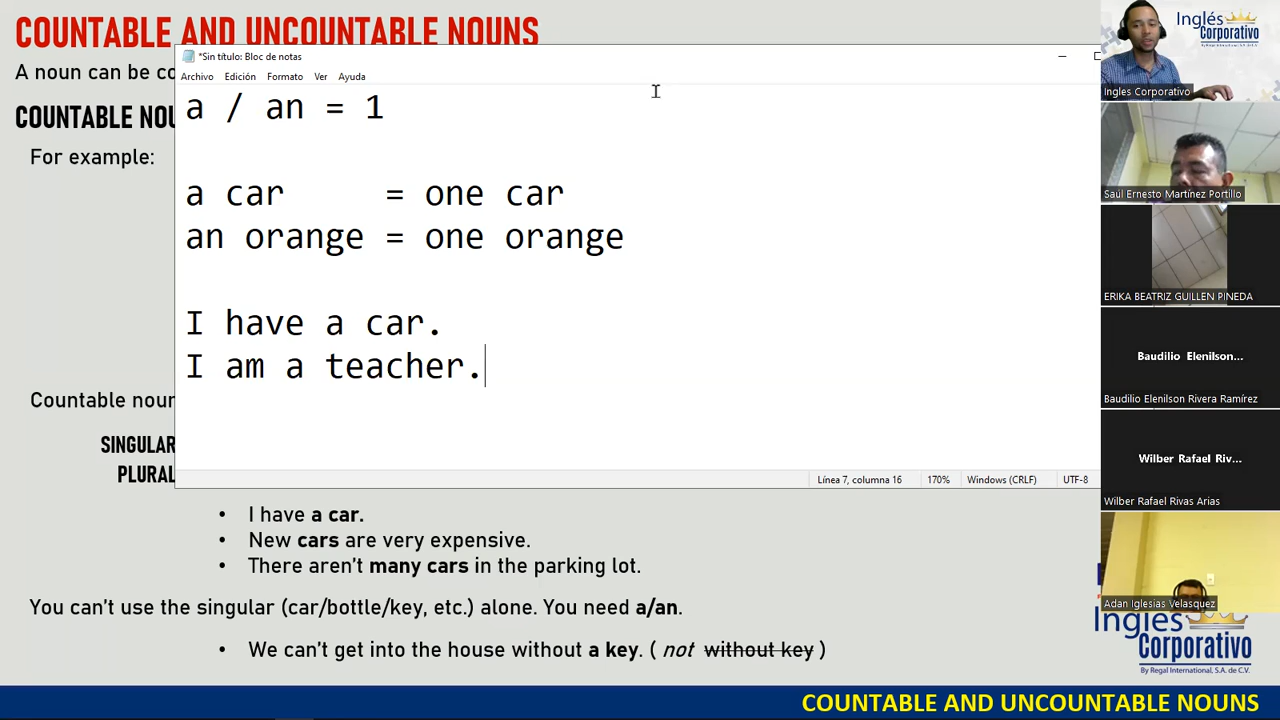 COUNTABLE AND UNCOUNTABLE NOUNS
*Sin título: Bloc de notas
A noun can be co
Archivo Edición Formato Ver Ayuda
COUNTABLE NOU
For example:
a / an = 1
a car = one car
an orange = one orange
I have a car.
I am a teacher.
Countable noun
SINGULAR
PLURAL
Línea 7, columna 16 170% Windows (CRLF) UTF-8
• I have a car.
• New cars are very expensive.
• There aren't many cars in the parking lot.
You can't use the singular (car/bottle/key, etc.) alone. You need a/an.
• We can't get into the house without a key. ( not without key )
COUNTABLE AND UNCOUNTABLE NOUNS
Inglés
Corporativo
By Regal International, S.A. de C.V.
Ingles Corporativo
Saúl Ernesto Martínez Portillo
ERIKA BEATRIZ GUILLEN PINEDA
Baudilio Elenilson...
Baudilio Elenilson Rivera Ramírez
Wilber Rafael Riv...
Wilber Rafael Rivas Arias
Adan Iglesias Velasquez
Inglés
Corporativo
By Regal International, S.A. de C.V.